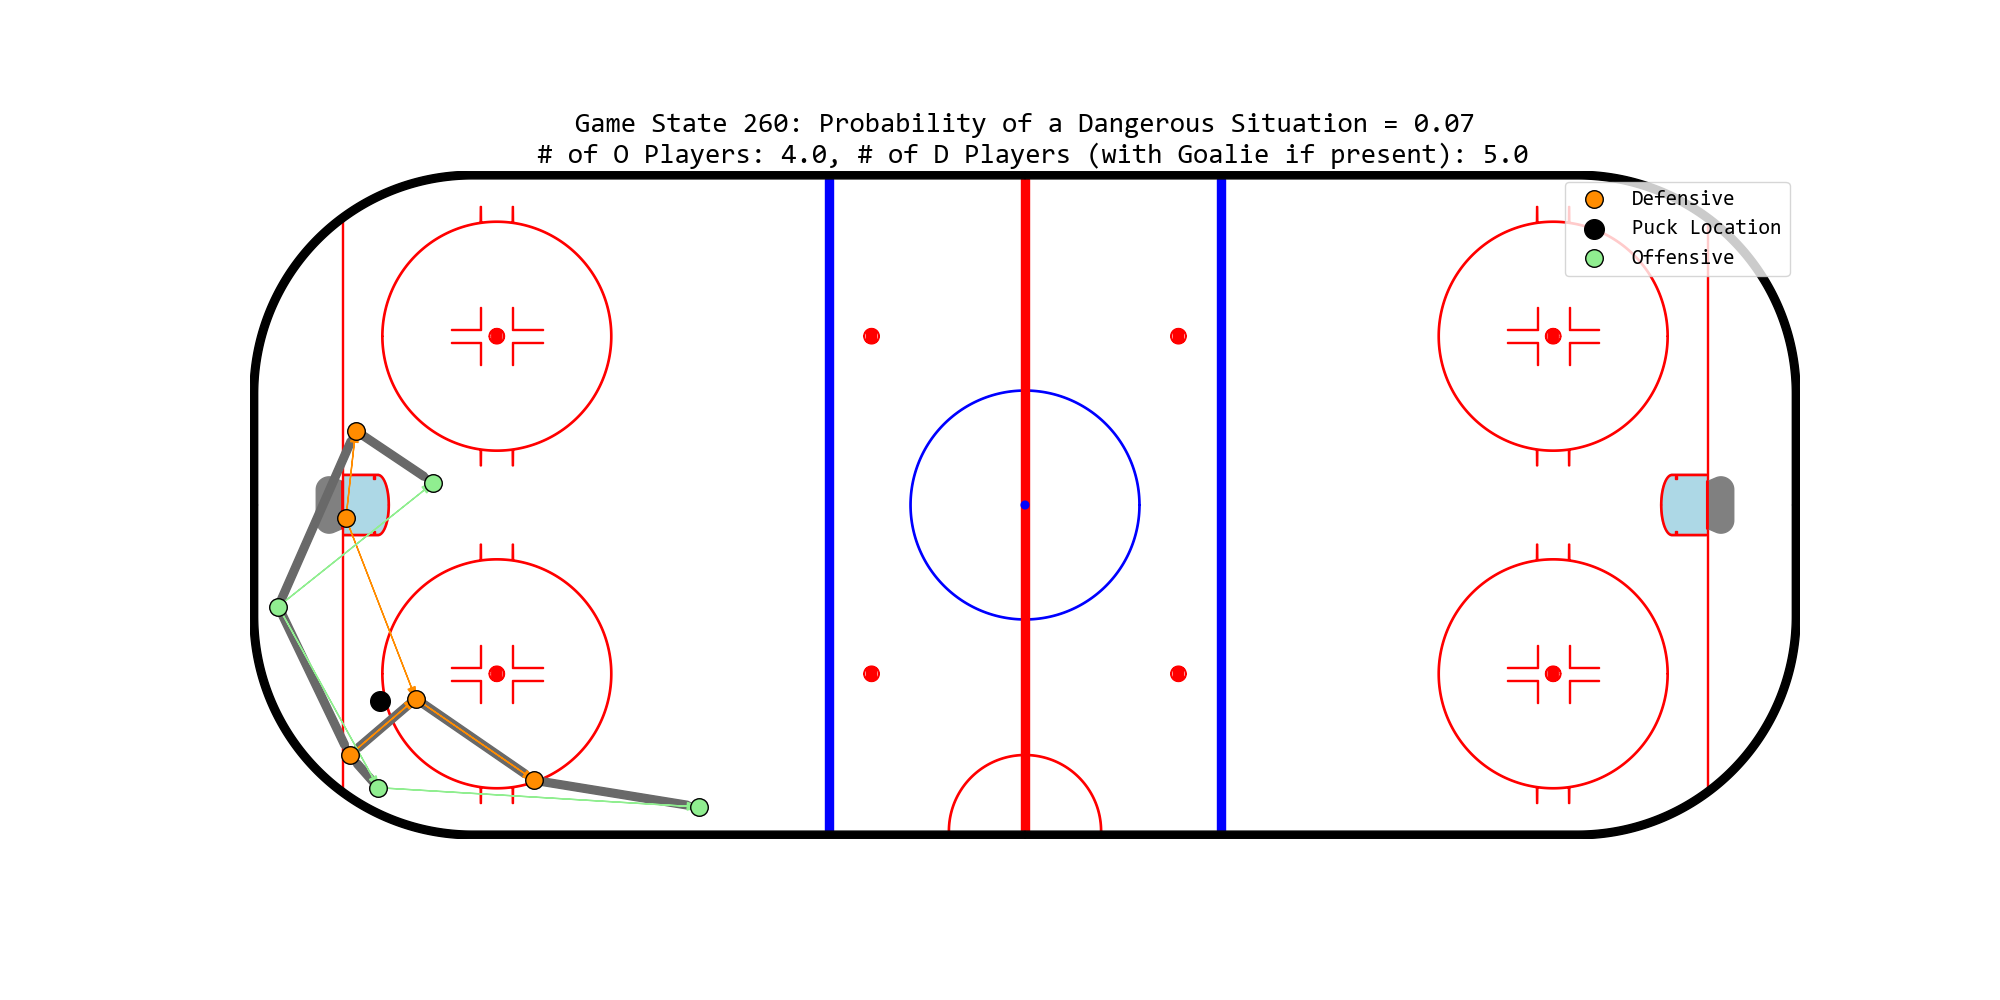 Game State 260: Probability of a Dangerous Situation = 0.07
# of O Players: 4.0, # of D Players (with Goalie if present): 5.0
Defensive
Puck Location
Offensive